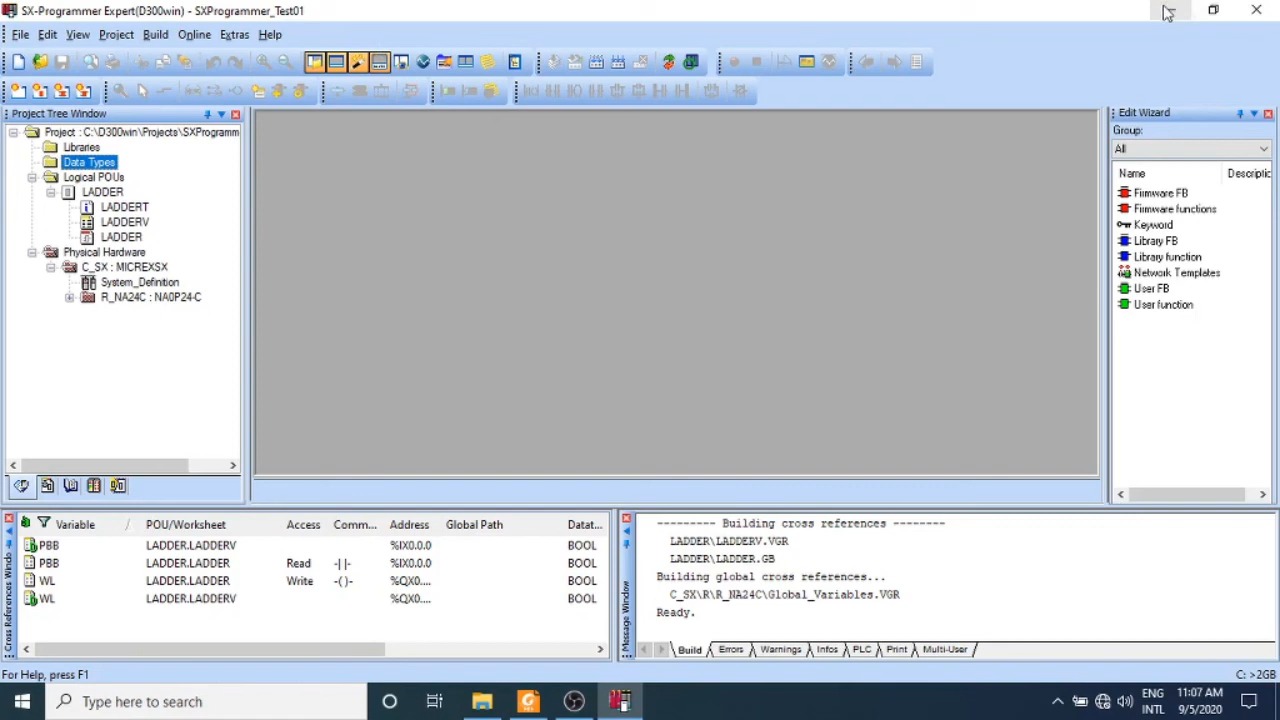 SX-Programmer Expert(D300win) - SXProgrammer_Test01
File Edit View Project Build Online Extras Help
Project Tree Window
Project : C:\D300win\Projects\SXProgramm
Libraries
Data Types
Logical POUs
LADDER
LADDERT
LADDERV
LADDER
Physical Hardware
C_SX : MICREXSX
System_Definition
R_NA24C : NA0P24-C
Edit Wizard
Group:
All
Name Descriptic
Firmware FB
Firmware functions
Keyword
Library FB
Library function
Network Templates
User FB
User function
Cross References Windo
Variable / POU/Worksheet Access Comm... Address Global Path Datat...
PBB LADDER.LADDERV %IX0.0.0 BOOL
PBB LADDER.LADDER Read -| |- %IX0.0.0 BOOL
WL LADDER.LADDER Write -( )- %QX0.... BOOL
WL LADDER.LADDERV %QX0.... BOOL
Message Window
--------- Building cross references --------
LADDER\LADDERV.VGR
LADDER\LADDER.GB
Building global cross references...
C_SX\R\R_NA24C\Global_Variables.VGR
Ready.
Build Errors Warnings Infos PLC Print Multi-User
For Help, press F1
C: >2GB
Type here to search
ENG
INTL
11:07 AM
9/5/2020